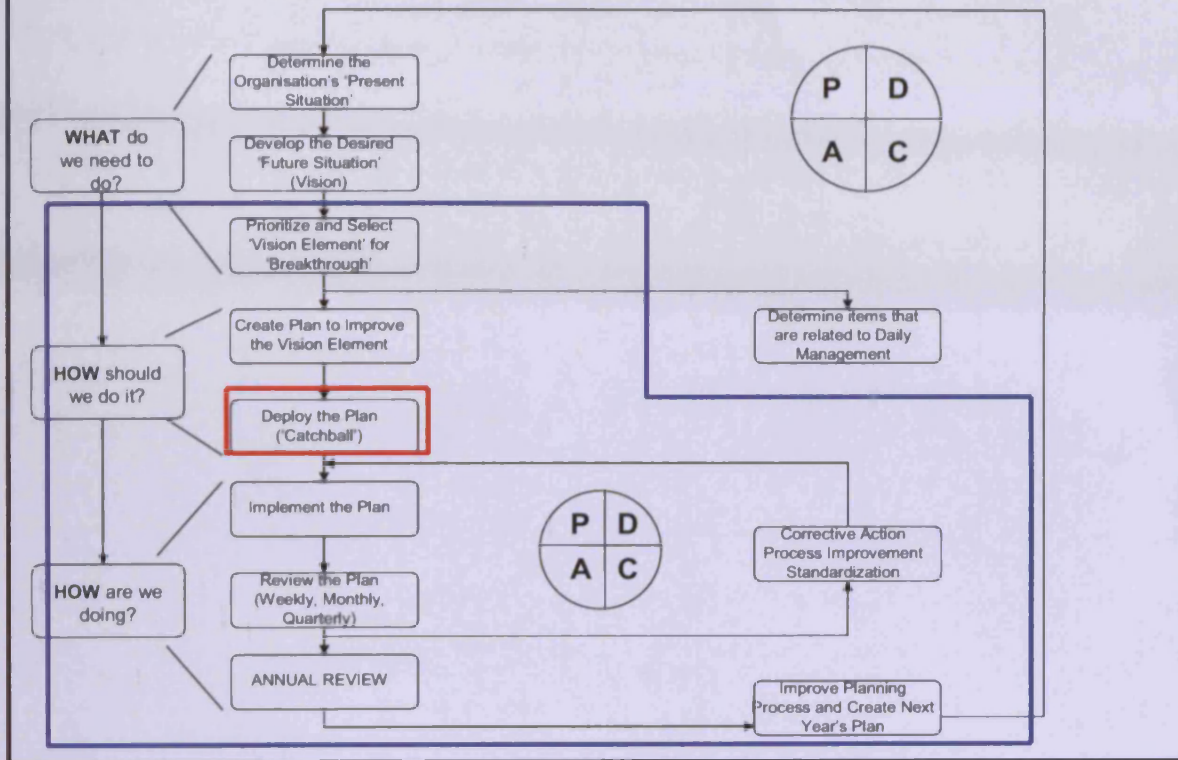 Determine the
Organisation's 'Present
Situation'
P
D
A
C
WHAT do
we need to
do?
Develop the Desired
'Future Situation'
(Vision)
Prioritize and Select
'Vision Element' for
'Breakthrough'
Create Plan to Improve
the Vision Element
Determine items that
are related to Daily
Management
HOW should
we do it?
Deploy the Plan
('Catchball')
Implement the Plan
P
D
A
C
Corrective Action
Process Improvement
Standardization
HOW are we
doing?
Review the Plan
(Weekly, Monthly,
Quarterly)
ANNUAL REVIEW
Improve Planning
Process and Create Next
Year's Plan